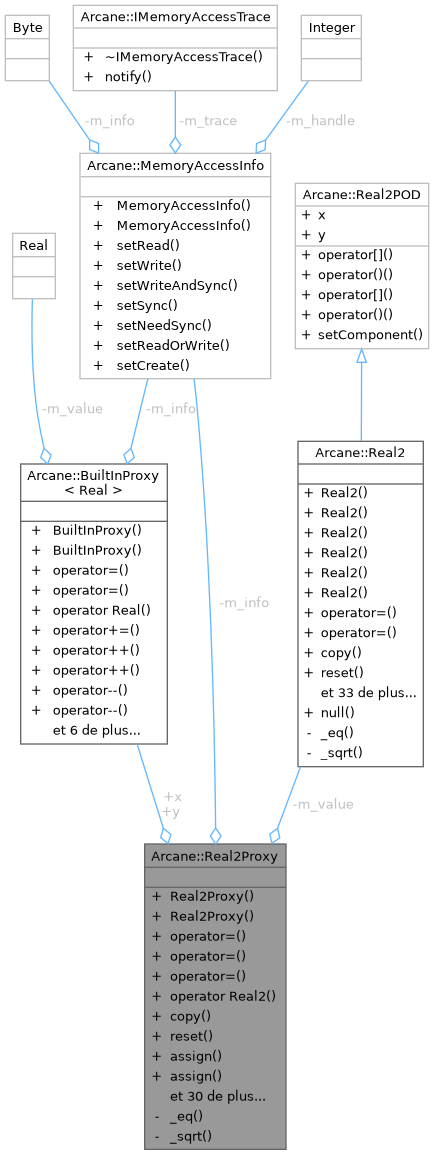 Byte
Arcane::IMemoryAccessTrace
+ ~IMemoryAccessTrace()
+ notify()
Integer
-m_info
-m_trace
-m_handle
Arcane::MemoryAccessInfo
+ MemoryAccessInfo()
+ MemoryAccessInfo()
+ setRead()
+ setWrite()
+ setWriteAndSync()
+ setSync()
+ setNeedSync()
+ setReadOrWrite()
+ setCreate()
Arcane::Real2POD
+ x
+ y
+ operator[]()
+ operator()()
+ operator[]()
+ operator()()
+ setComponent()
Real
-m_value
-m_info
Arcane::BuiltInProxy
< Real >
+ BuiltInProxy()
+ BuiltInProxy()
+ operator=()
+ operator=()
+ operator Real()
+ operator+=()
+ operator++()
+ operator++()
+ operator--()
+ operator--()
et 6 de plus...
Arcane::Real2
+ Real2()
+ Real2()
+ Real2()
+ Real2()
+ Real2()
+ Real2()
+ operator=()
+ operator=()
+ copy()
+ reset()
et 33 de plus...
+ null()
- _eq()
- _sqrt()
-m_info
+x
+y
-m_value
Arcane::Real2Proxy
+ Real2Proxy()
+ Real2Proxy()
+ operator=()
+ operator=()
+ operator=()
+ operator Real2()
+ copy()
+ reset()
+ assign()
+ assign()
et 30 de plus...
- _eq()
- _sqrt()